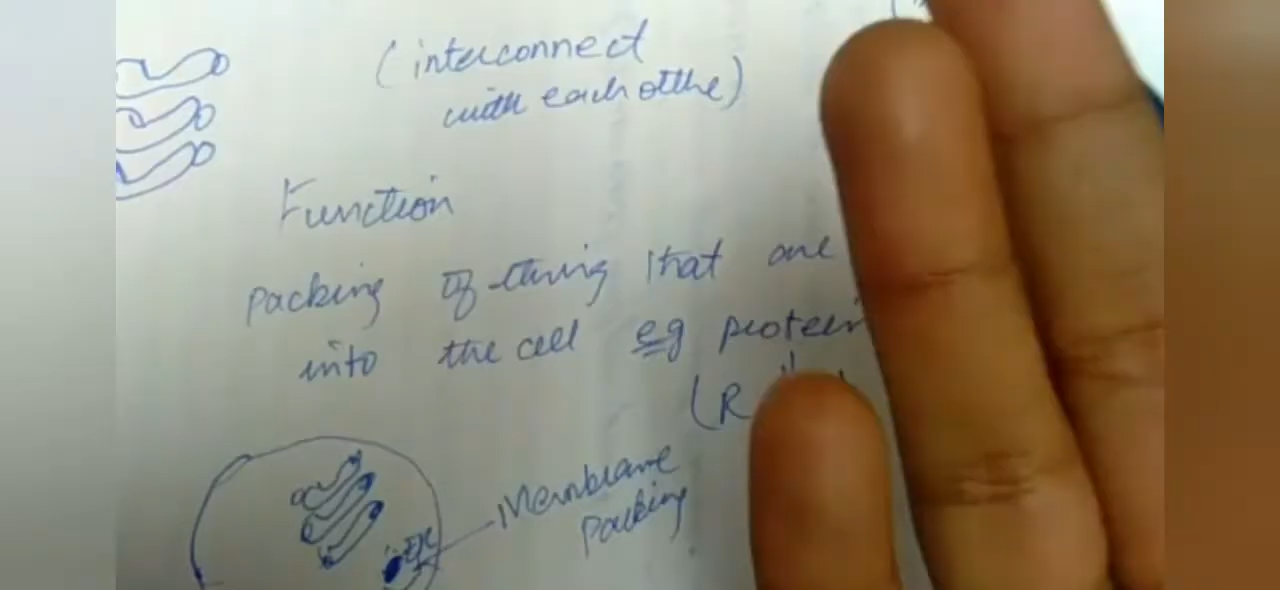 (interconnect
with each othe)
Function
packing of thing that are
into the cell eg protein
(R
Membrane
packing